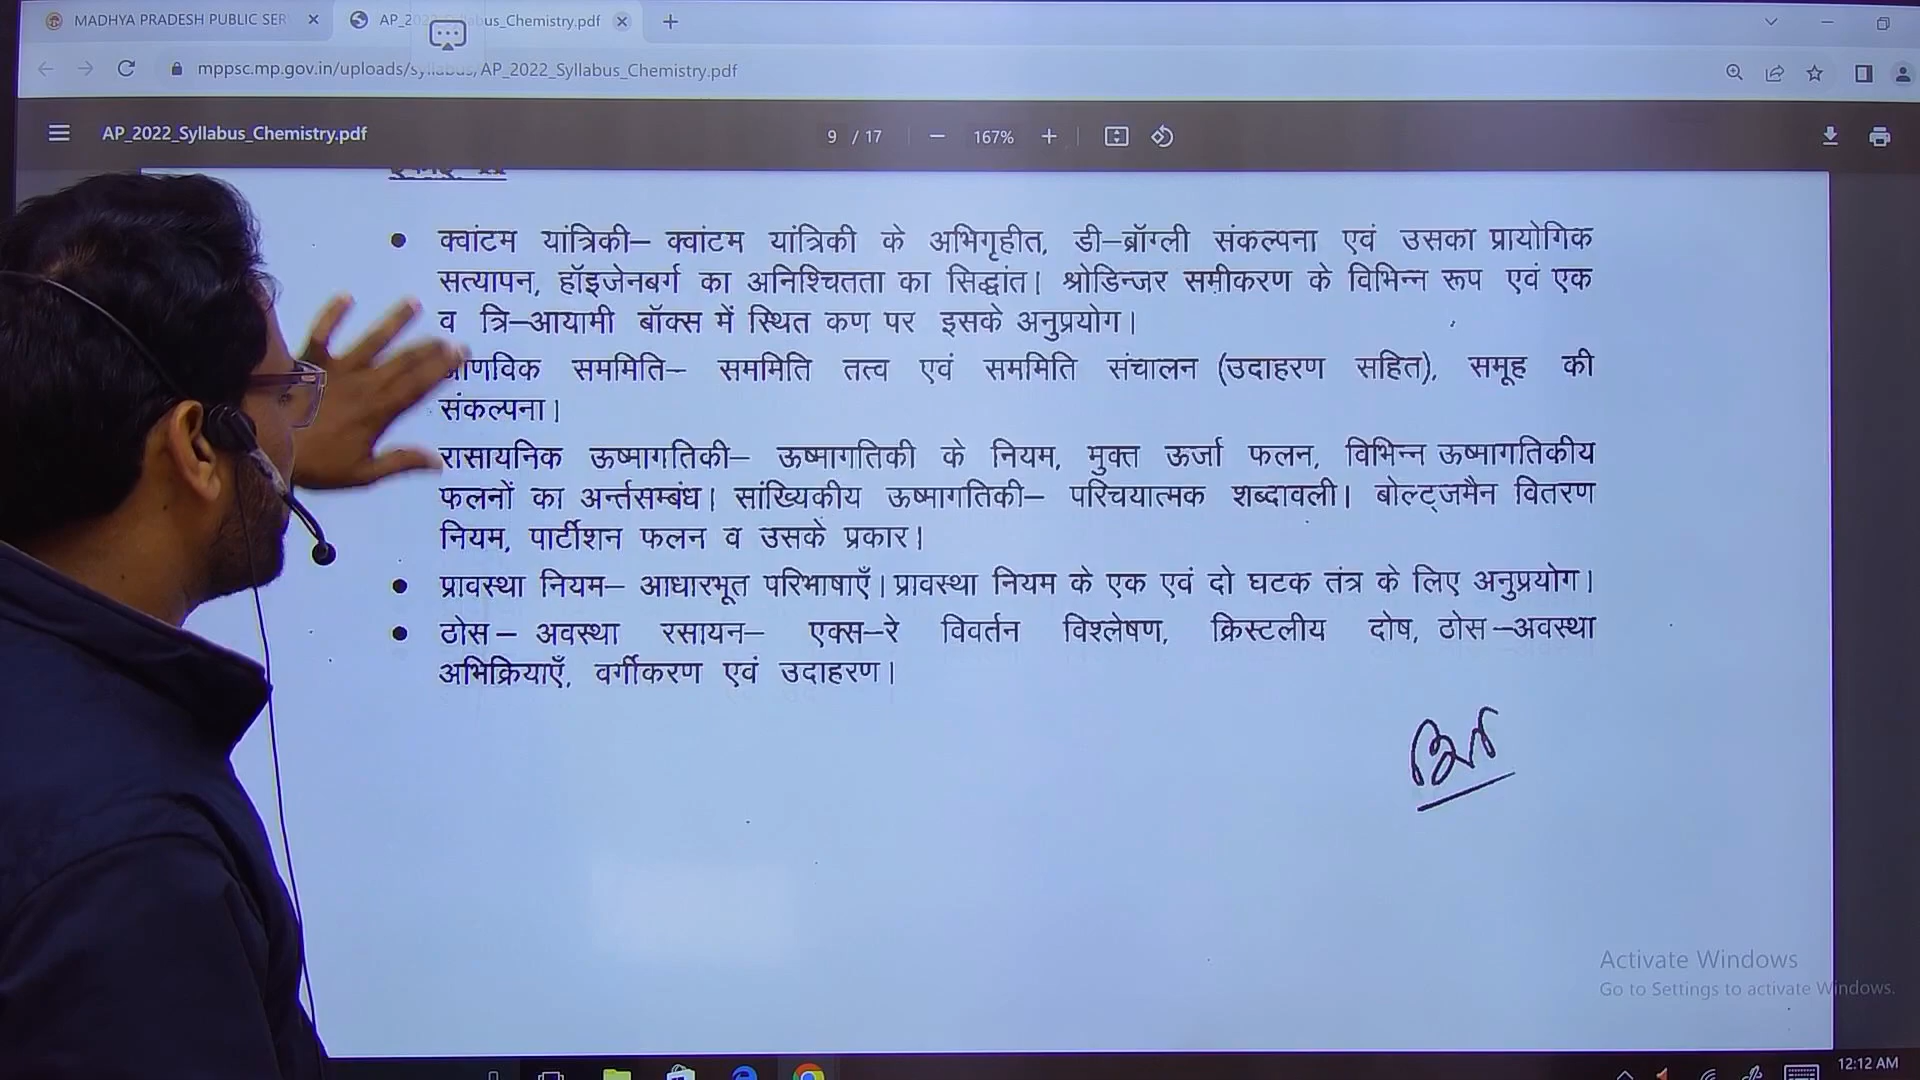 MADHYA PRADESH PUBLIC SER
AP_2022_Syllabus_Chemistry.pdf
mppsc.mp.gov.in/uploads/syllabus/AP_2022_Syllabus_Chemistry.pdf
AP_2022_Syllabus_Chemistry.pdf
9 / 17
167%
क्वांटम यांत्रिकी– क्वांटम यांत्रिकी के अभिगृहीत, डी–ब्रॉग्ली संकल्पना एवं उसका प्रायोगिक
सत्यापन, हॉइजेनबर्ग का अनिश्चितता का सिद्धांत। श्रोडिन्जर समीकरण के विभिन्न रूप एवं एक
व त्रि–आयामी बॉक्स में स्थित कण पर इसके अनुप्रयोग।
सममिति– सममिति तत्व एवं सममिति संचालन (उदाहरण सहित), समूह की
संकल्पना।
रासायनिक ऊष्मागतिकी– ऊष्मागतिकी के नियम, मुक्त ऊर्जा फलन, विभिन्न ऊष्मागतिकीय
फलनों का अर्न्तसम्बंध। सांख्यिकीय ऊष्मागतिकी– परिचयात्मक शब्दावली। बोल्ट्जमैन वितरण
नियम, पार्टीशन फलन व उसके प्रकार।
प्रावस्था नियम– आधारभूत परिभाषाएँ। प्रावस्था नियम के एक एवं दो घटक तंत्र के लिए अनुप्रयोग।
ठोस– अवस्था रसायन– एक्स–रे विवर्तन विश्लेषण, क्रिस्टलीय दोष, ठोस–अवस्था
अभिक्रियाएँ, वर्गीकरण एवं उदाहरण।
Activate Windows
Go to Settings to activate Windows.
12:12 AM